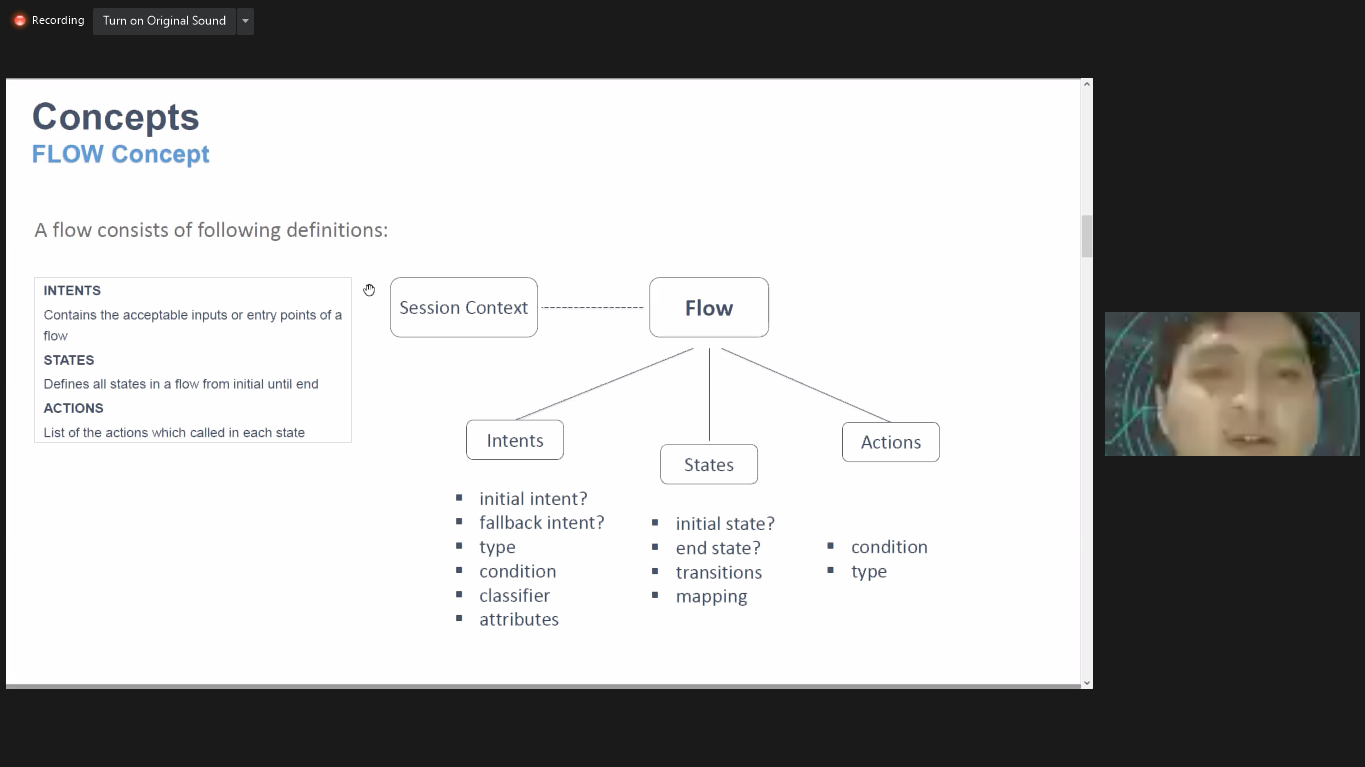 Recording
Turn on Original Sound
Concepts
FLOW Concept
A flow consists of following definitions:
INTENTS
Contains the acceptable inputs or entry points of a
flow
STATES
Defines all states in a flow from initial until end
ACTIONS
List of the actions which called in each state
Session Context
Flow
Intents
initial intent?
fallback intent?
type
condition
classifier
attributes
States
initial state?
end state?
transitions
mapping
Actions
condition
type